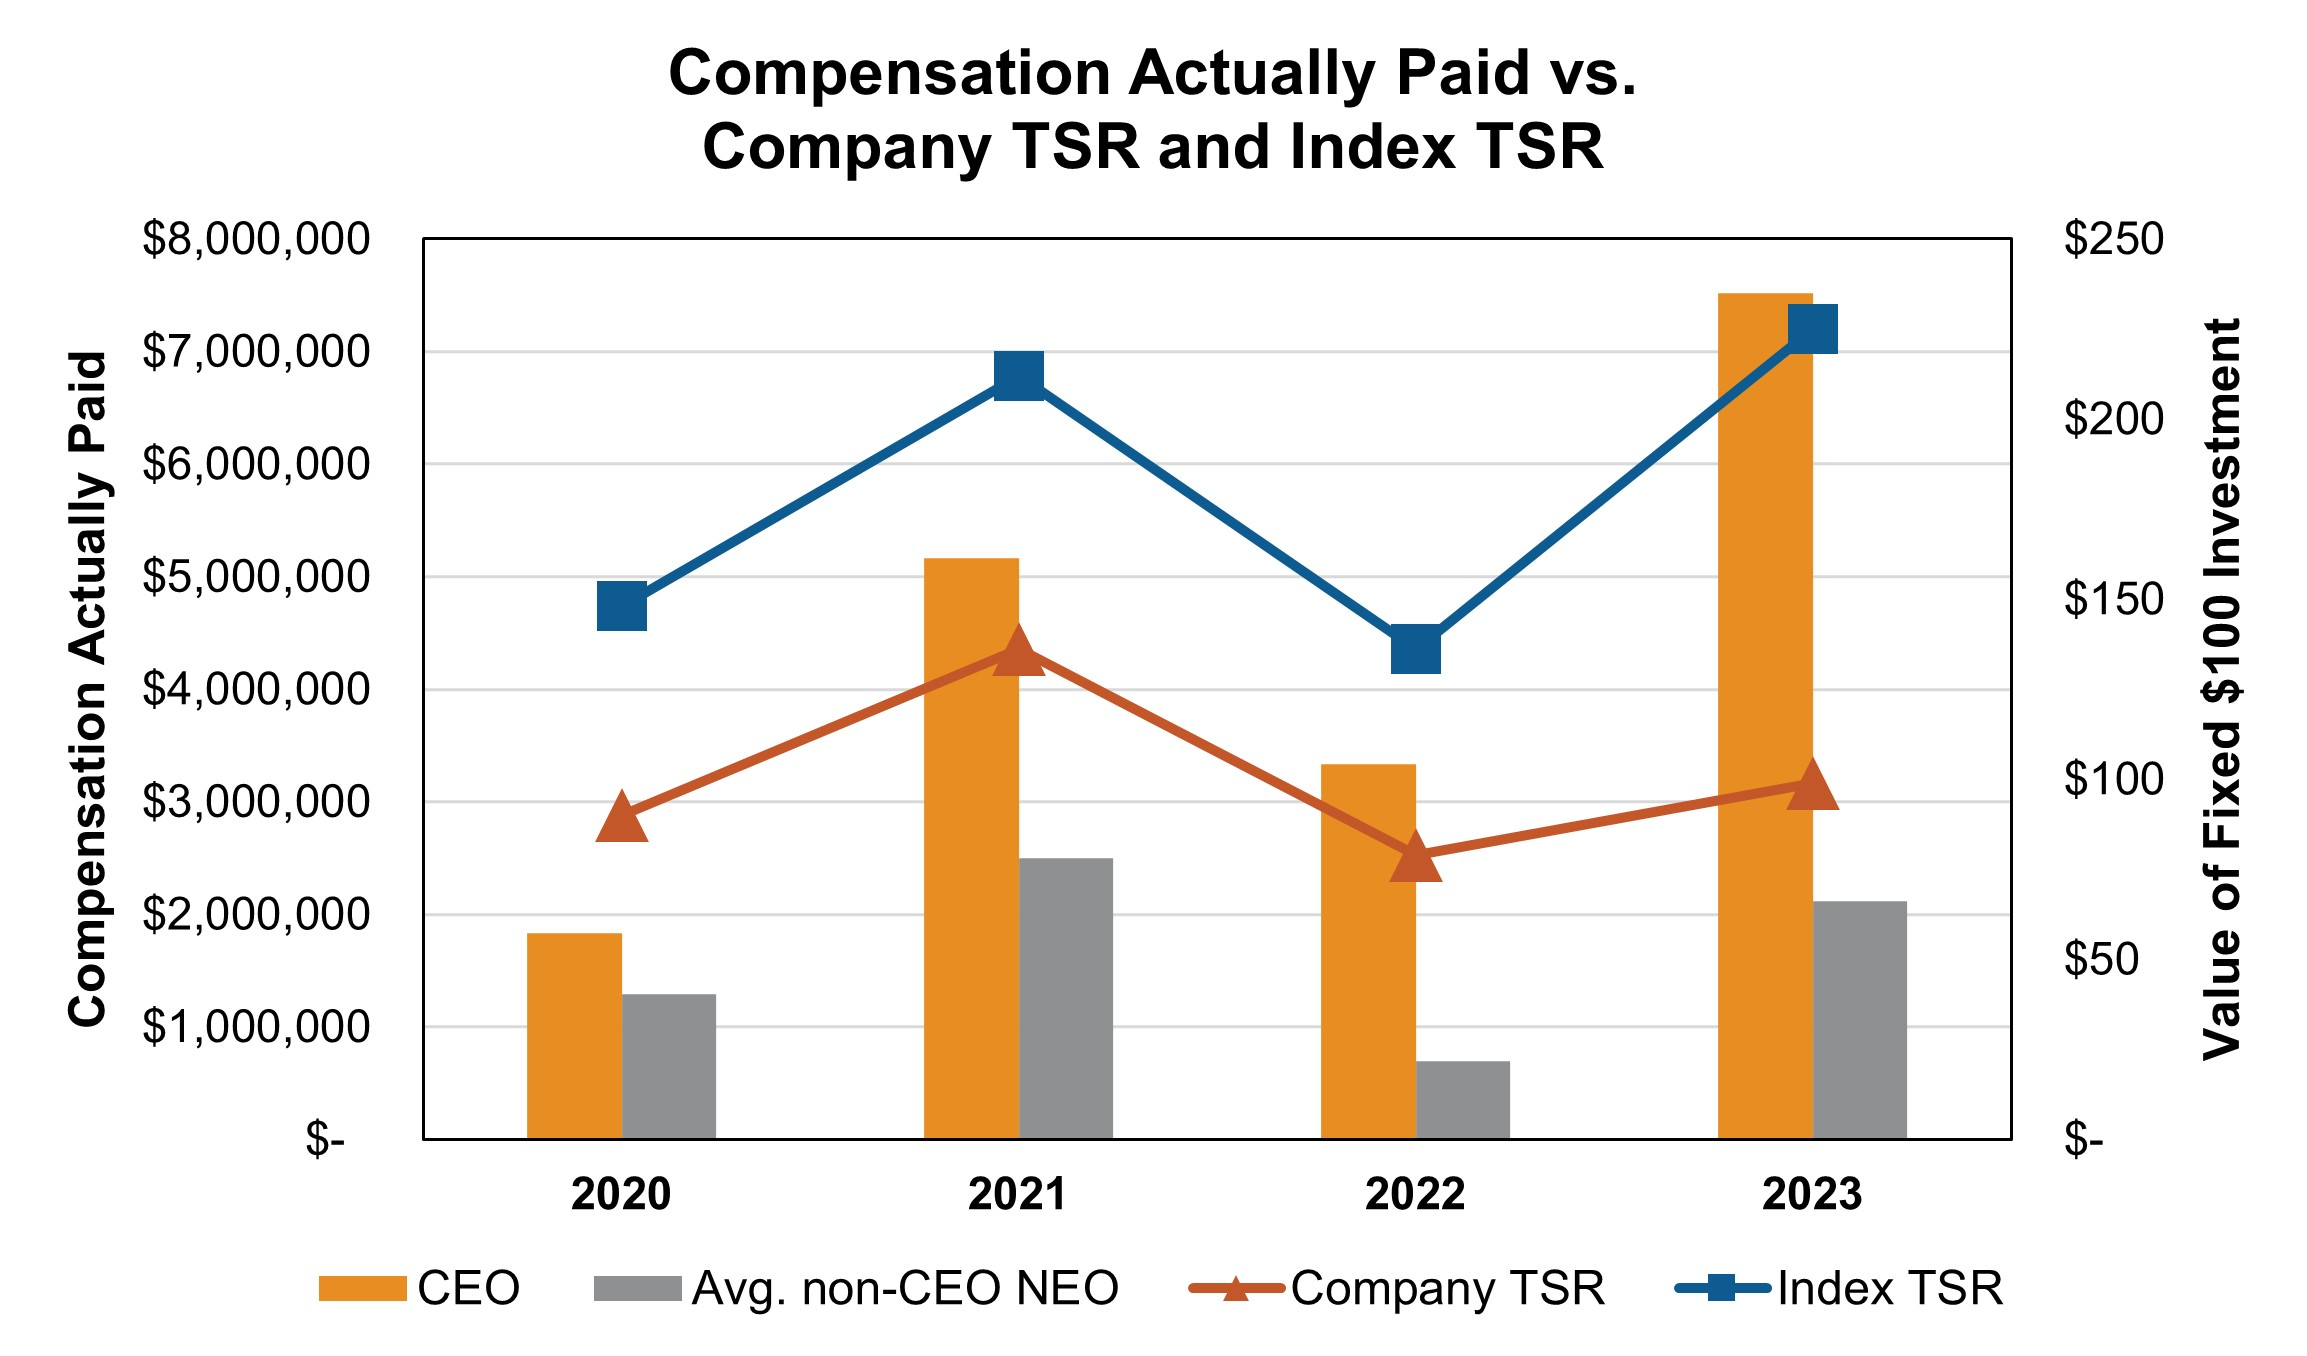 Compensation Actually Paid vs.
Company TSR and Index TSR
Compensation Actually Paid
$8,000,000
$7,000,000
$6,000,000
$5,000,000
$4,000,000
$3,000,000
$2,000,000
$1,000,000
$-
$250
$200
$150
$100
$50
$-
Value of Fixed $100 Investment
2020 2021 2022 2023
CEO Avg. non-CEO NEO Company TSR Index TSR